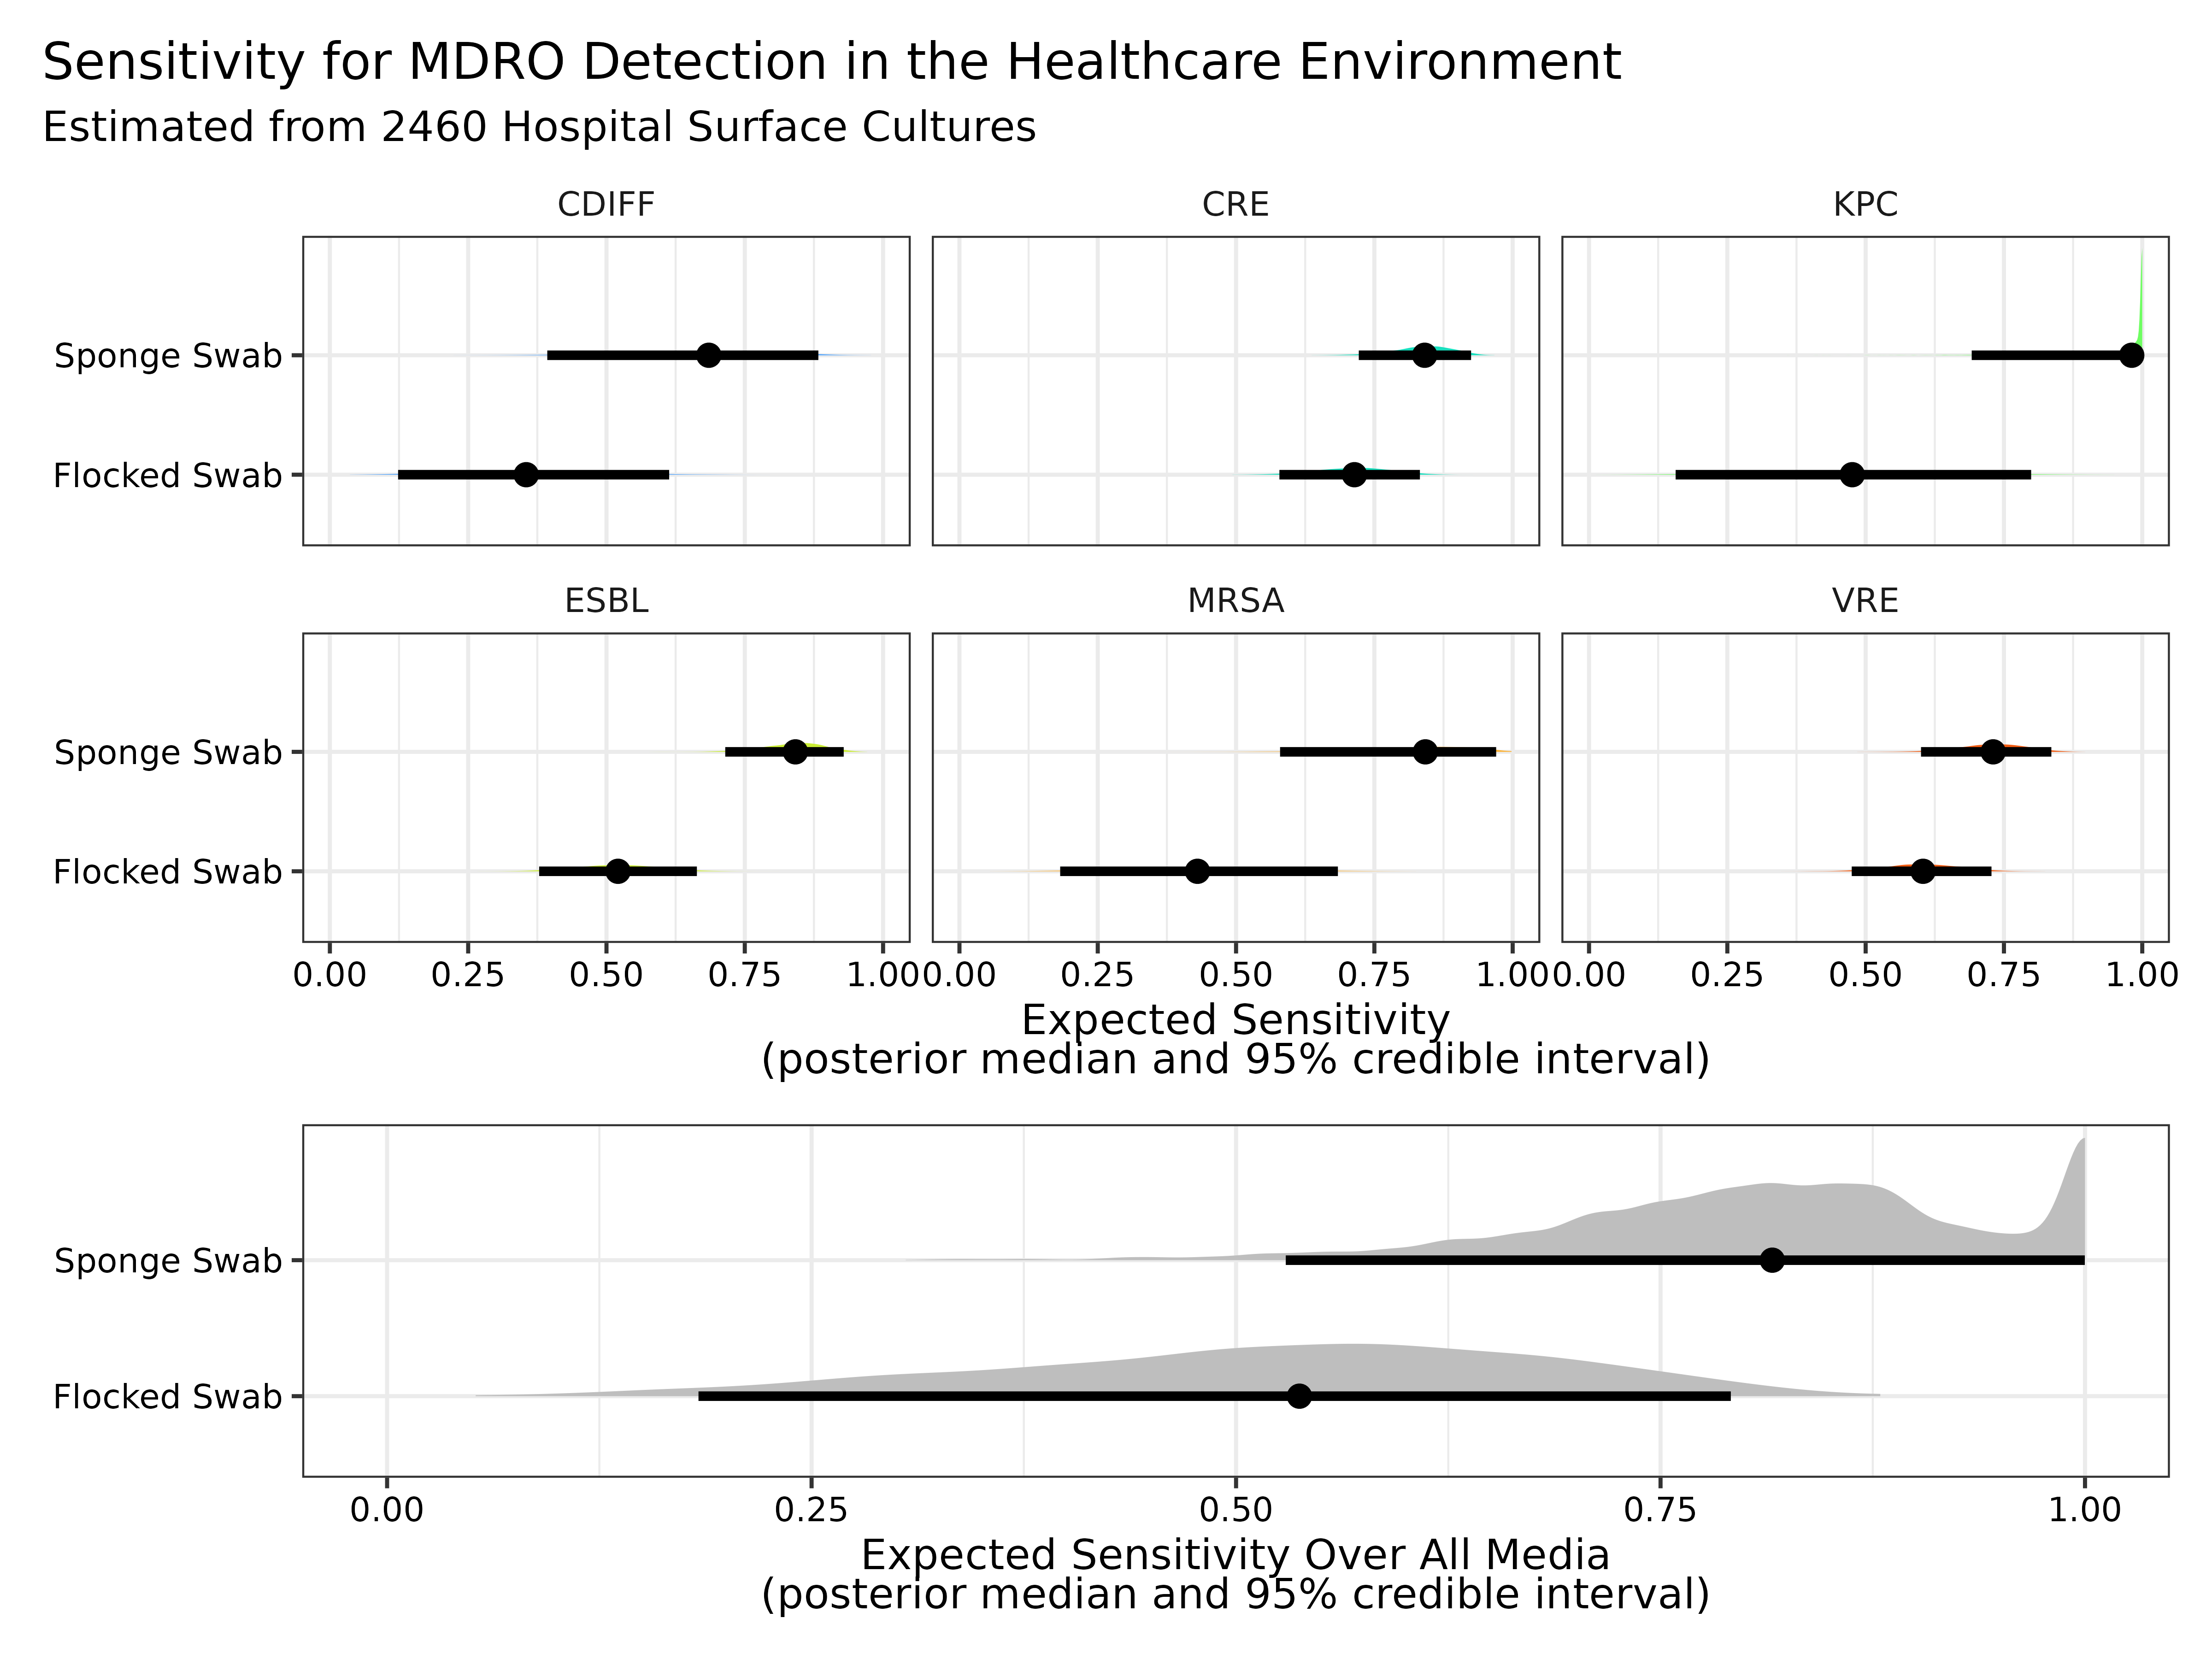 Sensitivity for MDRO Detection in the Healthcare Environment
Estimated from 2460 Hospital Surface Cultures
CDIFF CRE KPC
Sponge Swab
Flocked Swab
ESBL MRSA VRE
Sponge Swab
Flocked Swab
0.00 0.25 0.50 0.75 1.00 0.00 0.25 0.50 0.75 1.00 0.00 0.25 0.50 0.75 1.00
Expected Sensitivity
(posterior median and 95% credible interval)
Sponge Swab
Flocked Swab
0.00 0.25 0.50 0.75 1.00
Expected Sensitivity Over All Media
(posterior median and 95% credible interval)